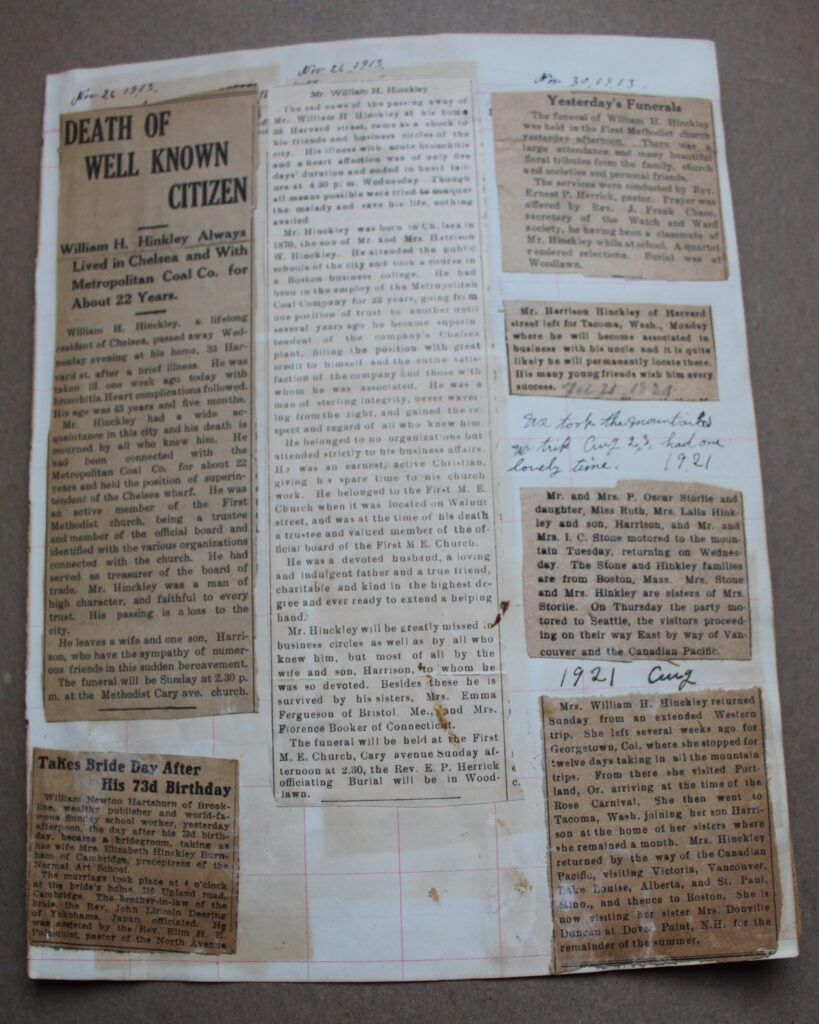 Nov 26, 1913.
DEATH OF
WELL KNOWN
CITIZEN
William H. Hinkley Always
Lived in Chelsea and With
Metropolitan Coal Co. for
About 22 Years.
William H. Hinckley, a lifelong
resident of Chelsea, passed away Wed-
nesday evening at his home, 33 Har-
vard st. after a brief illness. He was
taken ill one week ago today with
bronchitis. Heart complications followed.
His age was 43 years and five months.
Mr. Hinckley had a wide ac-
quaintance in this city and his death is
mourned by all who knew him. He
had been connected with the
Metropolitan Coal Co. for about 22
years and held the position of superin-
tendent of the Chelsea wharf. He was
an active member of the First
Methodist church, being a trustee
and member of the official board and
identified with the various organizations
connected with the church. He had
served as treasurer of the board of
trade. Mr. Hinckley was a man of
high character, and faithful to every
trust. His passing is a loss to the
city.
He leaves a wife and one son, Harri-
son, who have the sympathy of numer-
ous friends in this sudden bereavement.
The funeral will be Sunday at 2.30 p.
m. at the Methodist Cary ave. church.
Takes Bride Day After
His 73d Birthday
William Newton Hartshorn of Brook-
line, wealthy publisher and world-fa-
mous Sunday school worker, yesterday
afternoon, the day after his 73d birth-
day, became a bridegroom, taking as
his wife Mrs. Elizabeth Hinckley Burn-
ham of Cambridge, preceptress of the
Normal Art School.
The marriage took place at 4 o'clock
at the bride's home, Upland road,
Cambridge. The brother-in-law of the
bride, the Rev. John Lincoln Dearing
of Yokohama, Japan, officiated. He
was assisted by the Rev. Elim H. E.
pastor of the North Avenue
Nov 26, 1913.
Mr. William H. Hinckley
The sad news of the passing away of
Mr. William H Hinckley at his home
33 Harvard street, came as a shock to
his friends and business circles of the
city. His illness with acute bronchitis
and a heart affection was of only five
days' duration and ended in heart fail-
ure at 4:30 p. m. Wednesday. Though
all means possible were tried to conquer
the malady and save his life, nothing
availed.
Mr. Hinckley was born in Chelsea in
1870, the son of Mr. and Mrs. Harrison
W. Hinckley. He attended the public
schools of the city and took a course in
a Boston business college. He had
been in the employ of the Metropolitan
Coal Company for 22 years, going from
one position of trust to another until
several years ago he became superin-
tendent of the company's Chelsea
plant, filling the position with great
credit to himself and the entire satis-
faction of the company and those with
whom he was associated. He was a
man of sterling integrity, never waver-
ing from the right, and gained the re-
spect and regard of all who knew him.
He belonged to no organizations but
attended strictly to his business affairs.
He was an earnest, active Christian,
giving his spare time to his church
work. He belonged to the First M. E.
Church when it was located on Walnut
street, and was at the time of his death
a trustee and valued member of the of-
ficial board of the First M E. Church.
He was a devoted husband, a loving
and indulgent father and a true friend,
charitable and kind in the highest de-
gree and ever ready to extend a helping
hand.
Mr. Hinckley will be greatly missed in
business circles as well as by all who
knew him, but most of all by the
wife and son, Harrison, to whom he
was so devoted. Besides these he is
survived by his sisters, Mrs. Emma
Fergueson of Bristol, Me., and Mrs.
Florence Booker of Connecticut.
The funeral will be held at the First
M. E. Church, Cary avenue Sunday af-
ternoon at 2.30, the Rev. E. P. Herrick
officiating Burial will be in Wood-
lawn.
Nov 30, 1913.
Yesterday's Funerals
The funeral of William H. Hinckley
was held in the First Methodist church
yesterday afternoon. There was a
large attendance and many beautiful
floral tributes from the family, church
and societies and personal friends.
The services were conducted by Rev.
Ernest P. Herrick, pastor. Prayer was
offered by Rev. J. Frank Chase,
secretary of the Watch and Ward
society, he having been a classmate of
Mr. Hinckley while at school. A quartet
rendered selections. Burial was at
Woodlawn.
Mr. Harrison Hinkley of Harvard
street left for Tacoma, Wash., Monday
where he will become associated in
business with his uncle and it is quite
likely he will permanently locate there.
His many young friends wish him every
success.
we took the mountain
trip Aug 2,3, had one
lovely time. 1921
Mr. and Mrs. P. Oscar Storlie and
daughter, Miss Ruth, Mrs. Lalia Hink-
ley and son, Harrison, and Mr. and
Mrs. I. C. Stone motored to the moun-
tain Tuesday, returning on Wednes-
day. The Stone and Hinkley families
are from Boston, Mass. Mrs. Stone
and Mrs. Hinkley are sisters of Mrs.
Storlie. On Thursday the party mo-
tored to Seattle, the visitors proceed-
ing on their way East by way of Van-
couver and the Canadian Pacific.
1921 Aug
Mrs. William H. Hinckley returned
Sunday from an extended Western
trip. She left several weeks ago for
Georgetown, Col. where she stopped for
twelve days taking in all the mountain
trips. From there she visited Port-
land, Or. arriving at the time of the
Rose Carnival. She then went to
Tacoma, Wash. joining her son Harri-
son at the home of her sisters where
she remained a month. Mrs. Hinckley
returned by the way of the Canadian
Pacific, visiting Victoria, Vancouver,
Lake Louise, Alberta, and St. Paul,
Minn., and thence to Boston. She is
now visiting her sister Mrs. Donville
Duncan at Dover Point, N.H. for the
remainder of the summer.